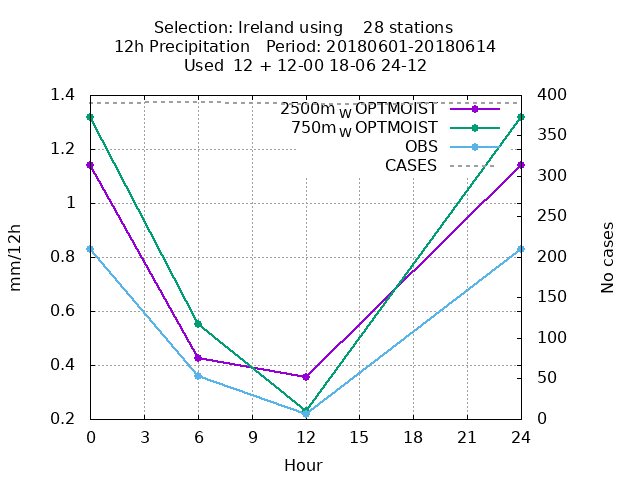 Selection: Ireland using    28 stations
12h Precipitation   Period: 20180601-20180614
Used  12 + 12-00 18-06 24-12
1.4
1.2
1
0.8
0.6
0.4
0.2
mm/12h
2500m W OPTMOIST
750m W OPTMOIST
OBS
CASES
400
350
300
250
200
150
100
50
0
No cases
0 3 6 9 12 15 18 21 24
Hour